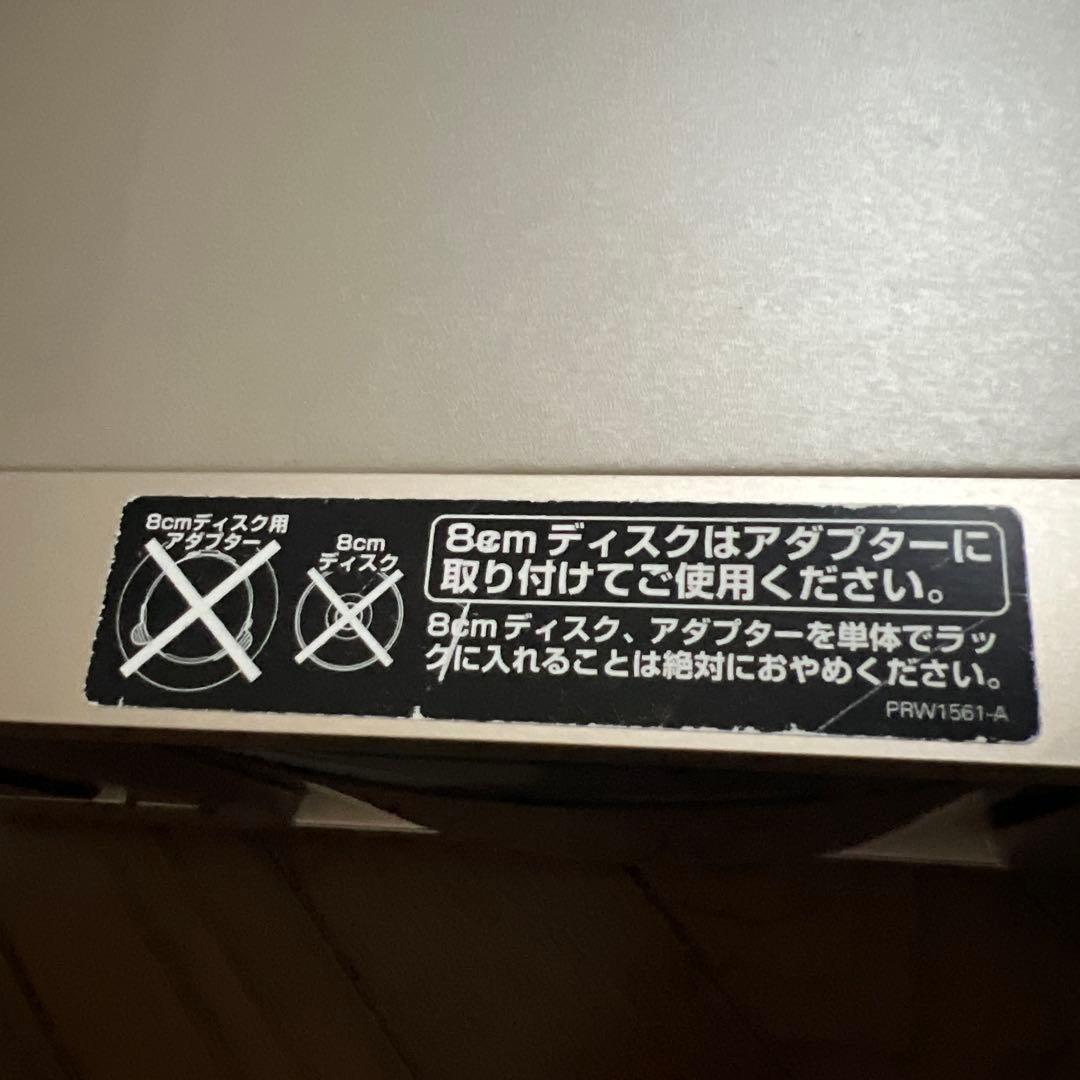 8cmディスク用
アダプター
8cm
ディスク
8cmディスクはアダプターに
取り付けてご使用ください。
8cmディスク、アダプターを単体でラッ
クに入れることは絶対におやめください。
PRW1561-A